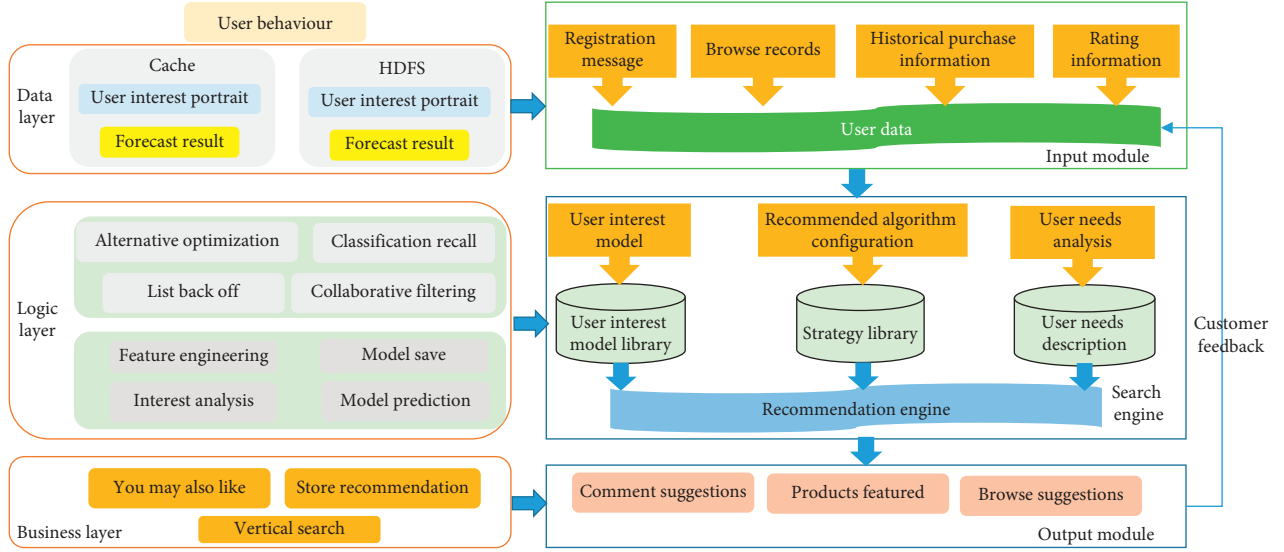 User behaviour
Data
layer
Cache
User interest portrait
Forecast result
HDFS
User interest portrait
Forecast result
Registration
message
Browse records
Historical purchase
information
Rating
information
User data
Input module
Logic
layer
Alternative optimization
Classification recall
List back off
Collaborative filtering
Feature engineering
Model save
Interest analysis
Model prediction
User interest
model
Recommended algorithm
configuration
User needs
analysis
User interest
model library
Strategy library
User needs
description
Recommendation engine
Search
engine
Customer
feedback
You may also like
Store recommendation
Vertical search
Business layer
Comment suggestions
Products featured
Browse suggestions
Output module